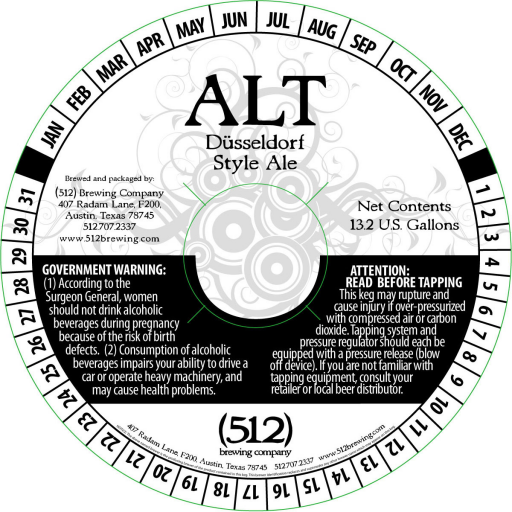 JAN FEB MAR APR MAY JUN JUL AUG SEP OCT NOV DEC
ALT
Düsseldorf
Style Ale
Brewed and packaged by:
(512) Brewing Company
407 Radam Lane, F200,
Austin, Texas 78745
512.707.2337
www.512brewing.com
Net Contents
13.2 U.S. Gallons
GOVERNMENT WARNING:
(1) According to the
Surgeon General, women
should not drink alcoholic
beverages during pregnancy
because of the risk of birth
defects. (2) Consumption of alcoholic
beverages impairs your ability to drive a
car or operate heavy machinery, and
may cause health problems.
ATTENTION:
READ BEFORE TAPPING
This keg may rupture and
cause injury if over-pressurized
with compressed air or carbon
dioxide. Tapping system and
pressure regulator should each be
equipped with a pressure release (blow
off device). If you are not familiar with
tapping equipment, consult your
retailer or local beer distributor.
(512)
brewing company
407 Radam Lane, F200, Austin, Texas 78745 512.707.2337 www.512brewing.com
1 2 3 4 5 6 7 8 9 10 11 12 13 14 15 16 17 18 19 20 21 22 23 24 25 26 27 28 29 30 31